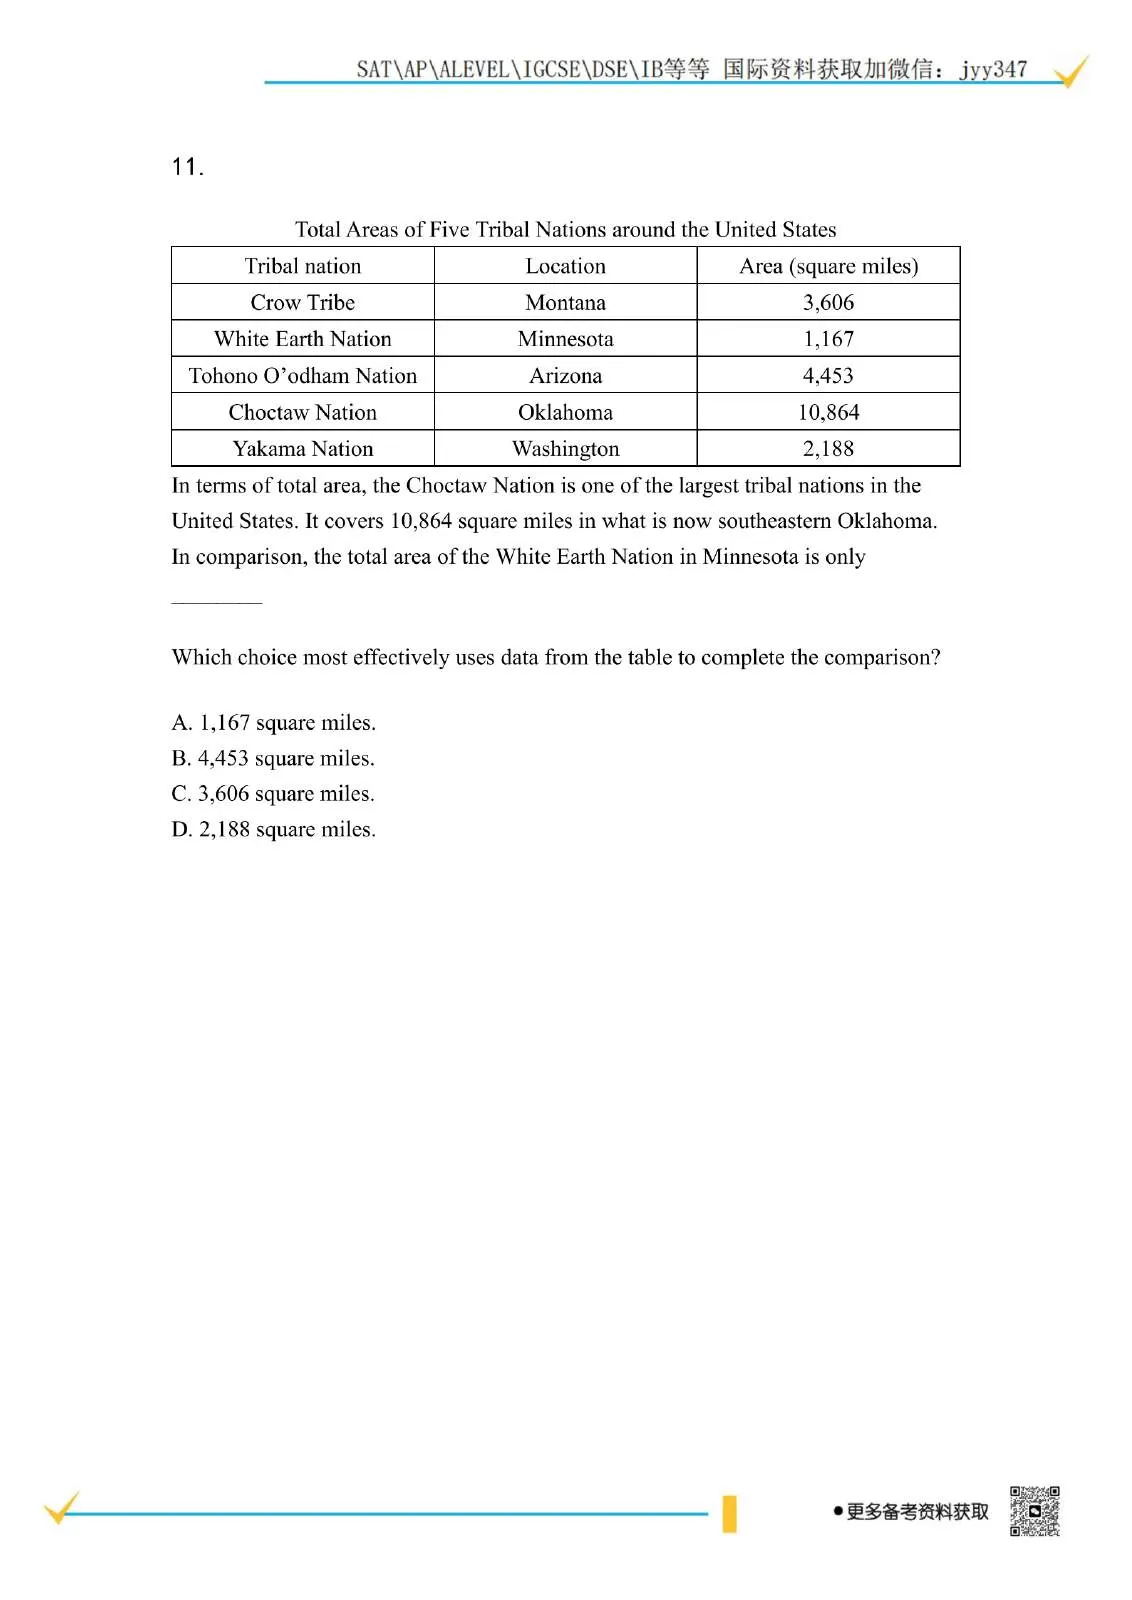 SAT\AP\ALEVEL\IGCSE\DSE\IB等等 国际资料获取加微信：jyy347
11.
Total Areas of Five Tribal Nations around the United States
Tribal nation Location Area (square miles)
Crow Tribe Montana 3,606
White Earth Nation Minnesota 1,167
Tohono O’odham Nation Arizona 4,453
Choctaw Nation Oklahoma 10,864
Yakama Nation Washington 2,188
In terms of total area, the Choctaw Nation is one of the largest tribal nations in the
United States. It covers 10,864 square miles in what is now southeastern Oklahoma.
In comparison, the total area of the White Earth Nation in Minnesota is only
________
Which choice most effectively uses data from the table to complete the comparison?
A. 1,167 square miles.
B. 4,453 square miles.
C. 3,606 square miles.
D. 2,188 square miles.
●更多备考资料获取